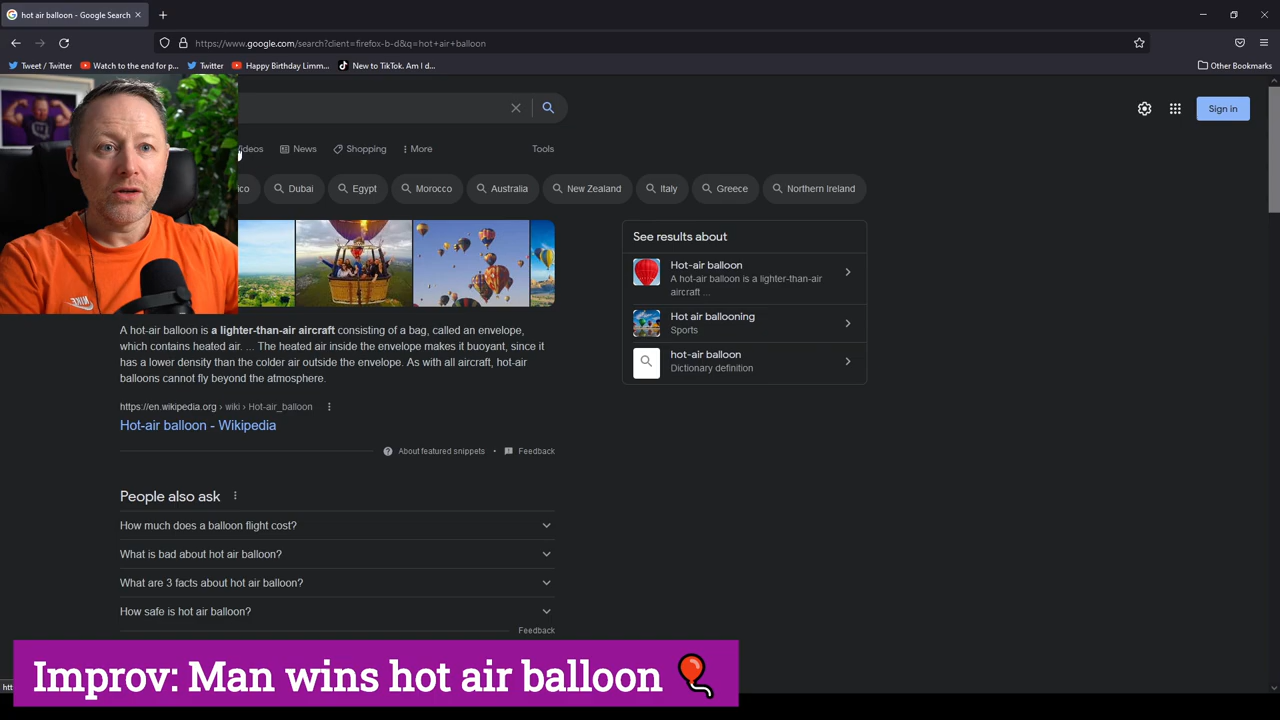 hot air balloon - Google Search
https://www.google.com/search?client=firefox-b-d&q=hot+air+balloon
Tweet / Twitter
Watch to the end for p...
Twitter
Happy Birthday Limm...
New to TikTok. Am I d...
Other Bookmarks
Sign in
ideos
News
Shopping
More
Tools
ico
Dubai
Egypt
Morocco
Australia
New Zealand
Italy
Greece
Northern Ireland
NIKE
See results about
Hot-air balloon
A hot-air balloon is a lighter-than-air
aircraft ...
Hot air ballooning
Sports
hot-air balloon
Dictionary definition
A hot-air balloon is a lighter-than-air aircraft consisting of a bag, called an envelope,
which contains heated air. ... The heated air inside the envelope makes it buoyant, since it
has a lower density than the colder air outside the envelope. As with all aircraft, hot-air
balloons cannot fly beyond the atmosphere.
https://en.wikipedia.org › wiki › Hot-air_balloon
Hot-air balloon - Wikipedia
About featured snippets • Feedback
People also ask
How much does a balloon flight cost?
What is bad about hot air balloon?
What are 3 facts about hot air balloon?
How safe is hot air balloon?
Feedback
Improv: Man wins hot air balloon 🎈